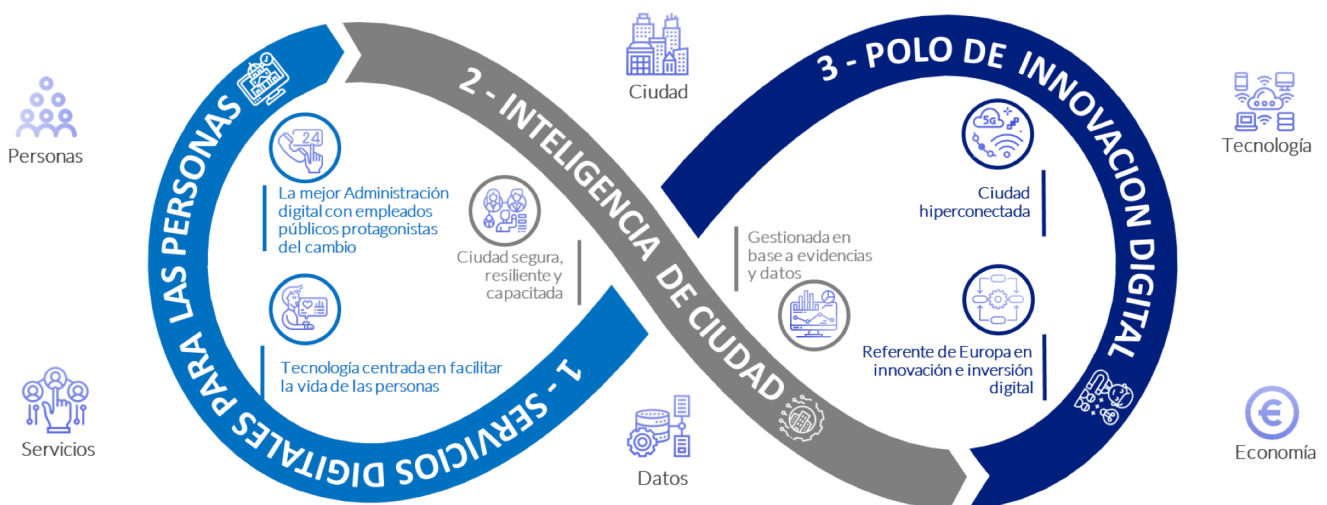 Personas
Servicios
1 - SERVICIOS DIGITALES PARA LAS PERSONAS
24
La mejor Administración
digital con empleados
públicos protagonistas
del cambio
Tecnología centrada en facilitar
la vida de las personas
2 - INTELIGENCIA DE CIUDAD
Ciudad segura,
resiliente y
capacitada
Gestionada en
base a evidencias
y datos
Ciudad
Datos
3 - POLO DE INNOVACION DIGITAL
5G
Ciudad
hiperconectada
Referente de Europa en
innovación e inversión
digital
Tecnología
€
Economía